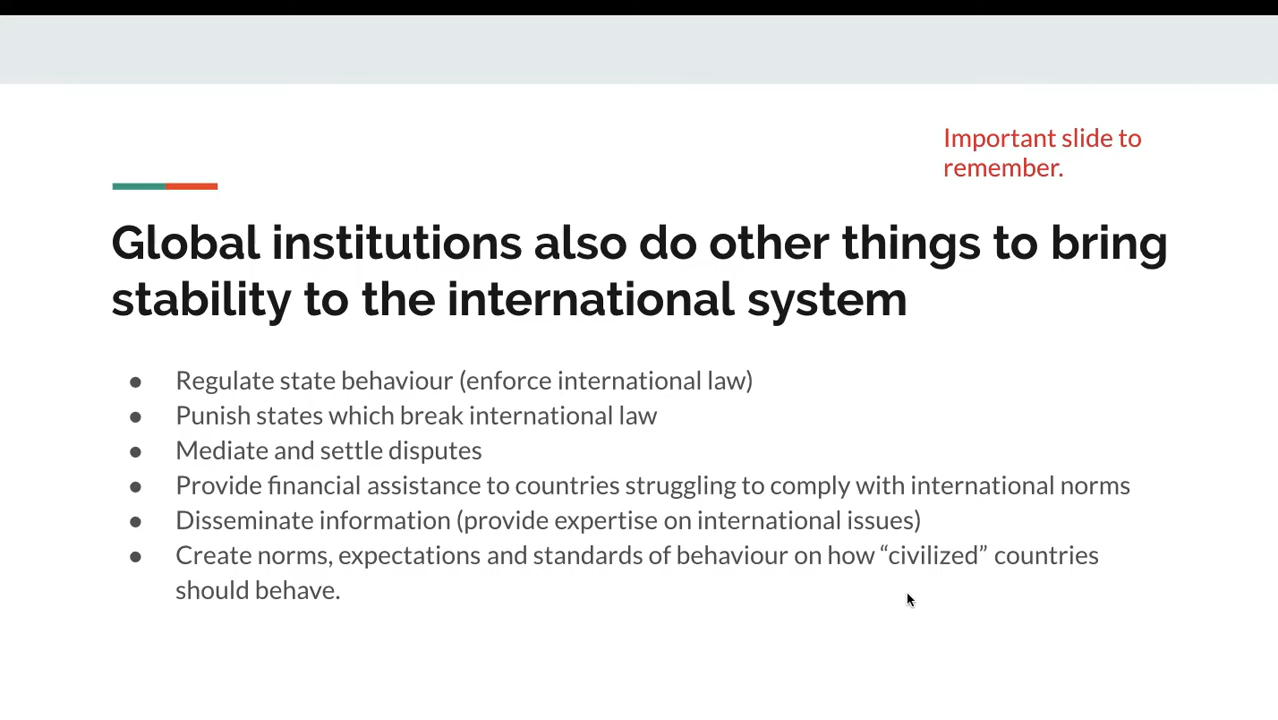 Important slide to
remember.
Global institutions also do other things to bring
stability to the international system
● Regulate state behaviour (enforce international law)
● Punish states which break international law
● Mediate and settle disputes
● Provide financial assistance to countries struggling to comply with international norms
● Disseminate information (provide expertise on international issues)
● Create norms, expectations and standards of behaviour on how “civilized” countries
should behave.